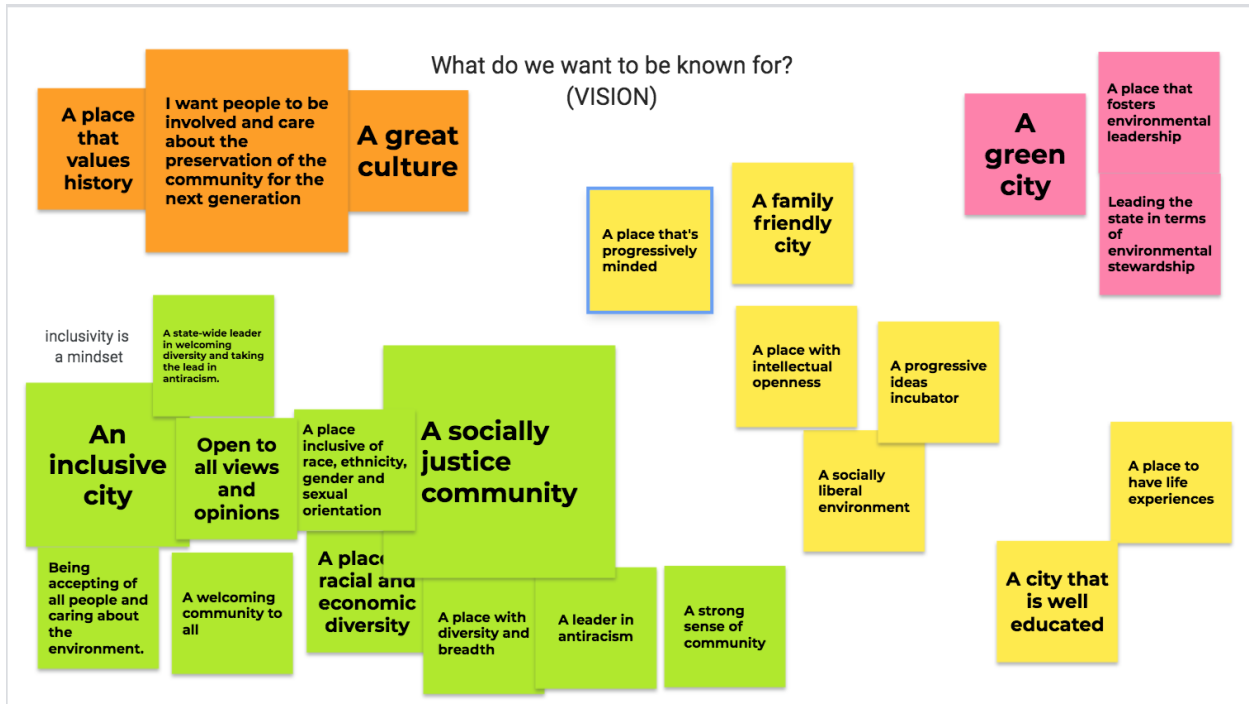 What do we want to be known for?
(VISION)
A place
that
values
history
I want people to be
involved and care
about the
preservation of the
community for the
next generation
A great
culture
A
green
city
A place that
fosters
environmental
leadership
Leading the
state in terms
of
environmental
stewardship
A place that's
progressively
minded
A family
friendly
city
A place with
intellectual
openness
A progressive
ideas
incubator
A socially
liberal
environment
A place to
have life
experiences
A city that
is well
educated
inclusivity is
a mindset
A state-wide leader
in welcoming
diversity and taking
the lead in
antiracism.
An
inclusive
city
Open to
all views
and
opinions
A place
inclusive of
race, ethnicity,
gender and
sexual
orientation
A socially
justice
community
Being
accepting of
all people and
caring about
the
environment.
A welcoming
community to
all
A place
racial and
economic
diversity
A place with
diversity and
breadth
A leader in
antiracism
A strong
sense of
community